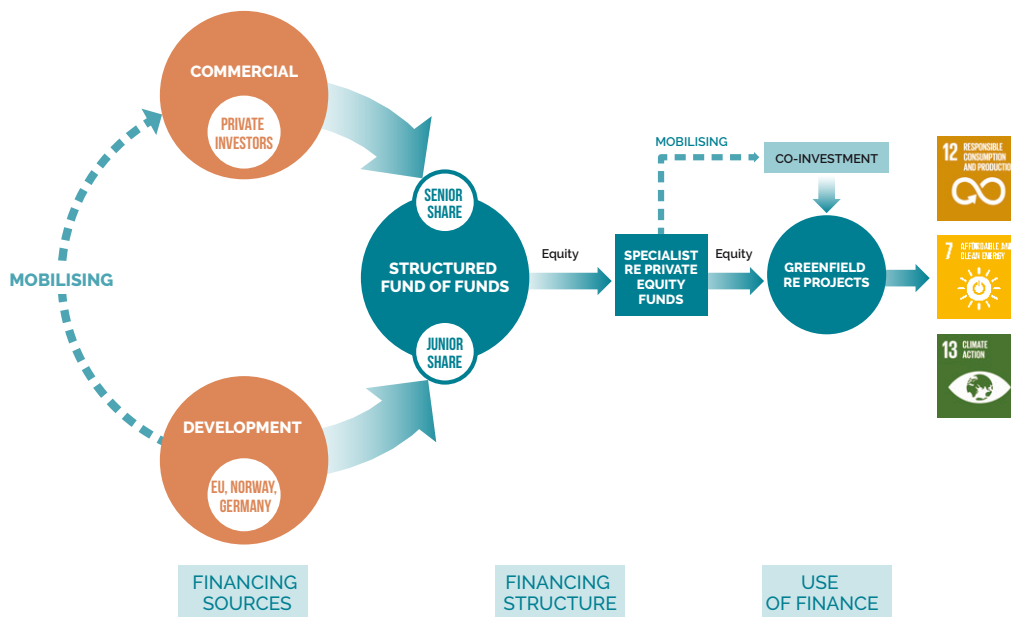 COMMERCIAL
PRIVATE
INVESTORS
SENIOR
SHARE
MOBILISING
STRUCTURED
FUND OF FUNDS
JUNIOR
SHARE
DEVELOPMENT
EU, NORWAY,
GERMANY
Equity
SPECIALIST
RE PRIVATE
EQUITY
FUNDS
MOBILISING
CO-INVESTMENT
Equity
GREENFIELD
RE PROJECTS
12 RESPONSIBLE
CONSUMPTION
AND PRODUCTION
7 AFFORDABLE AND
CLEAN ENERGY
13 CLIMATE
ACTION
FINANCING
SOURCES
FINANCING
STRUCTURE
USE
OF FINANCE